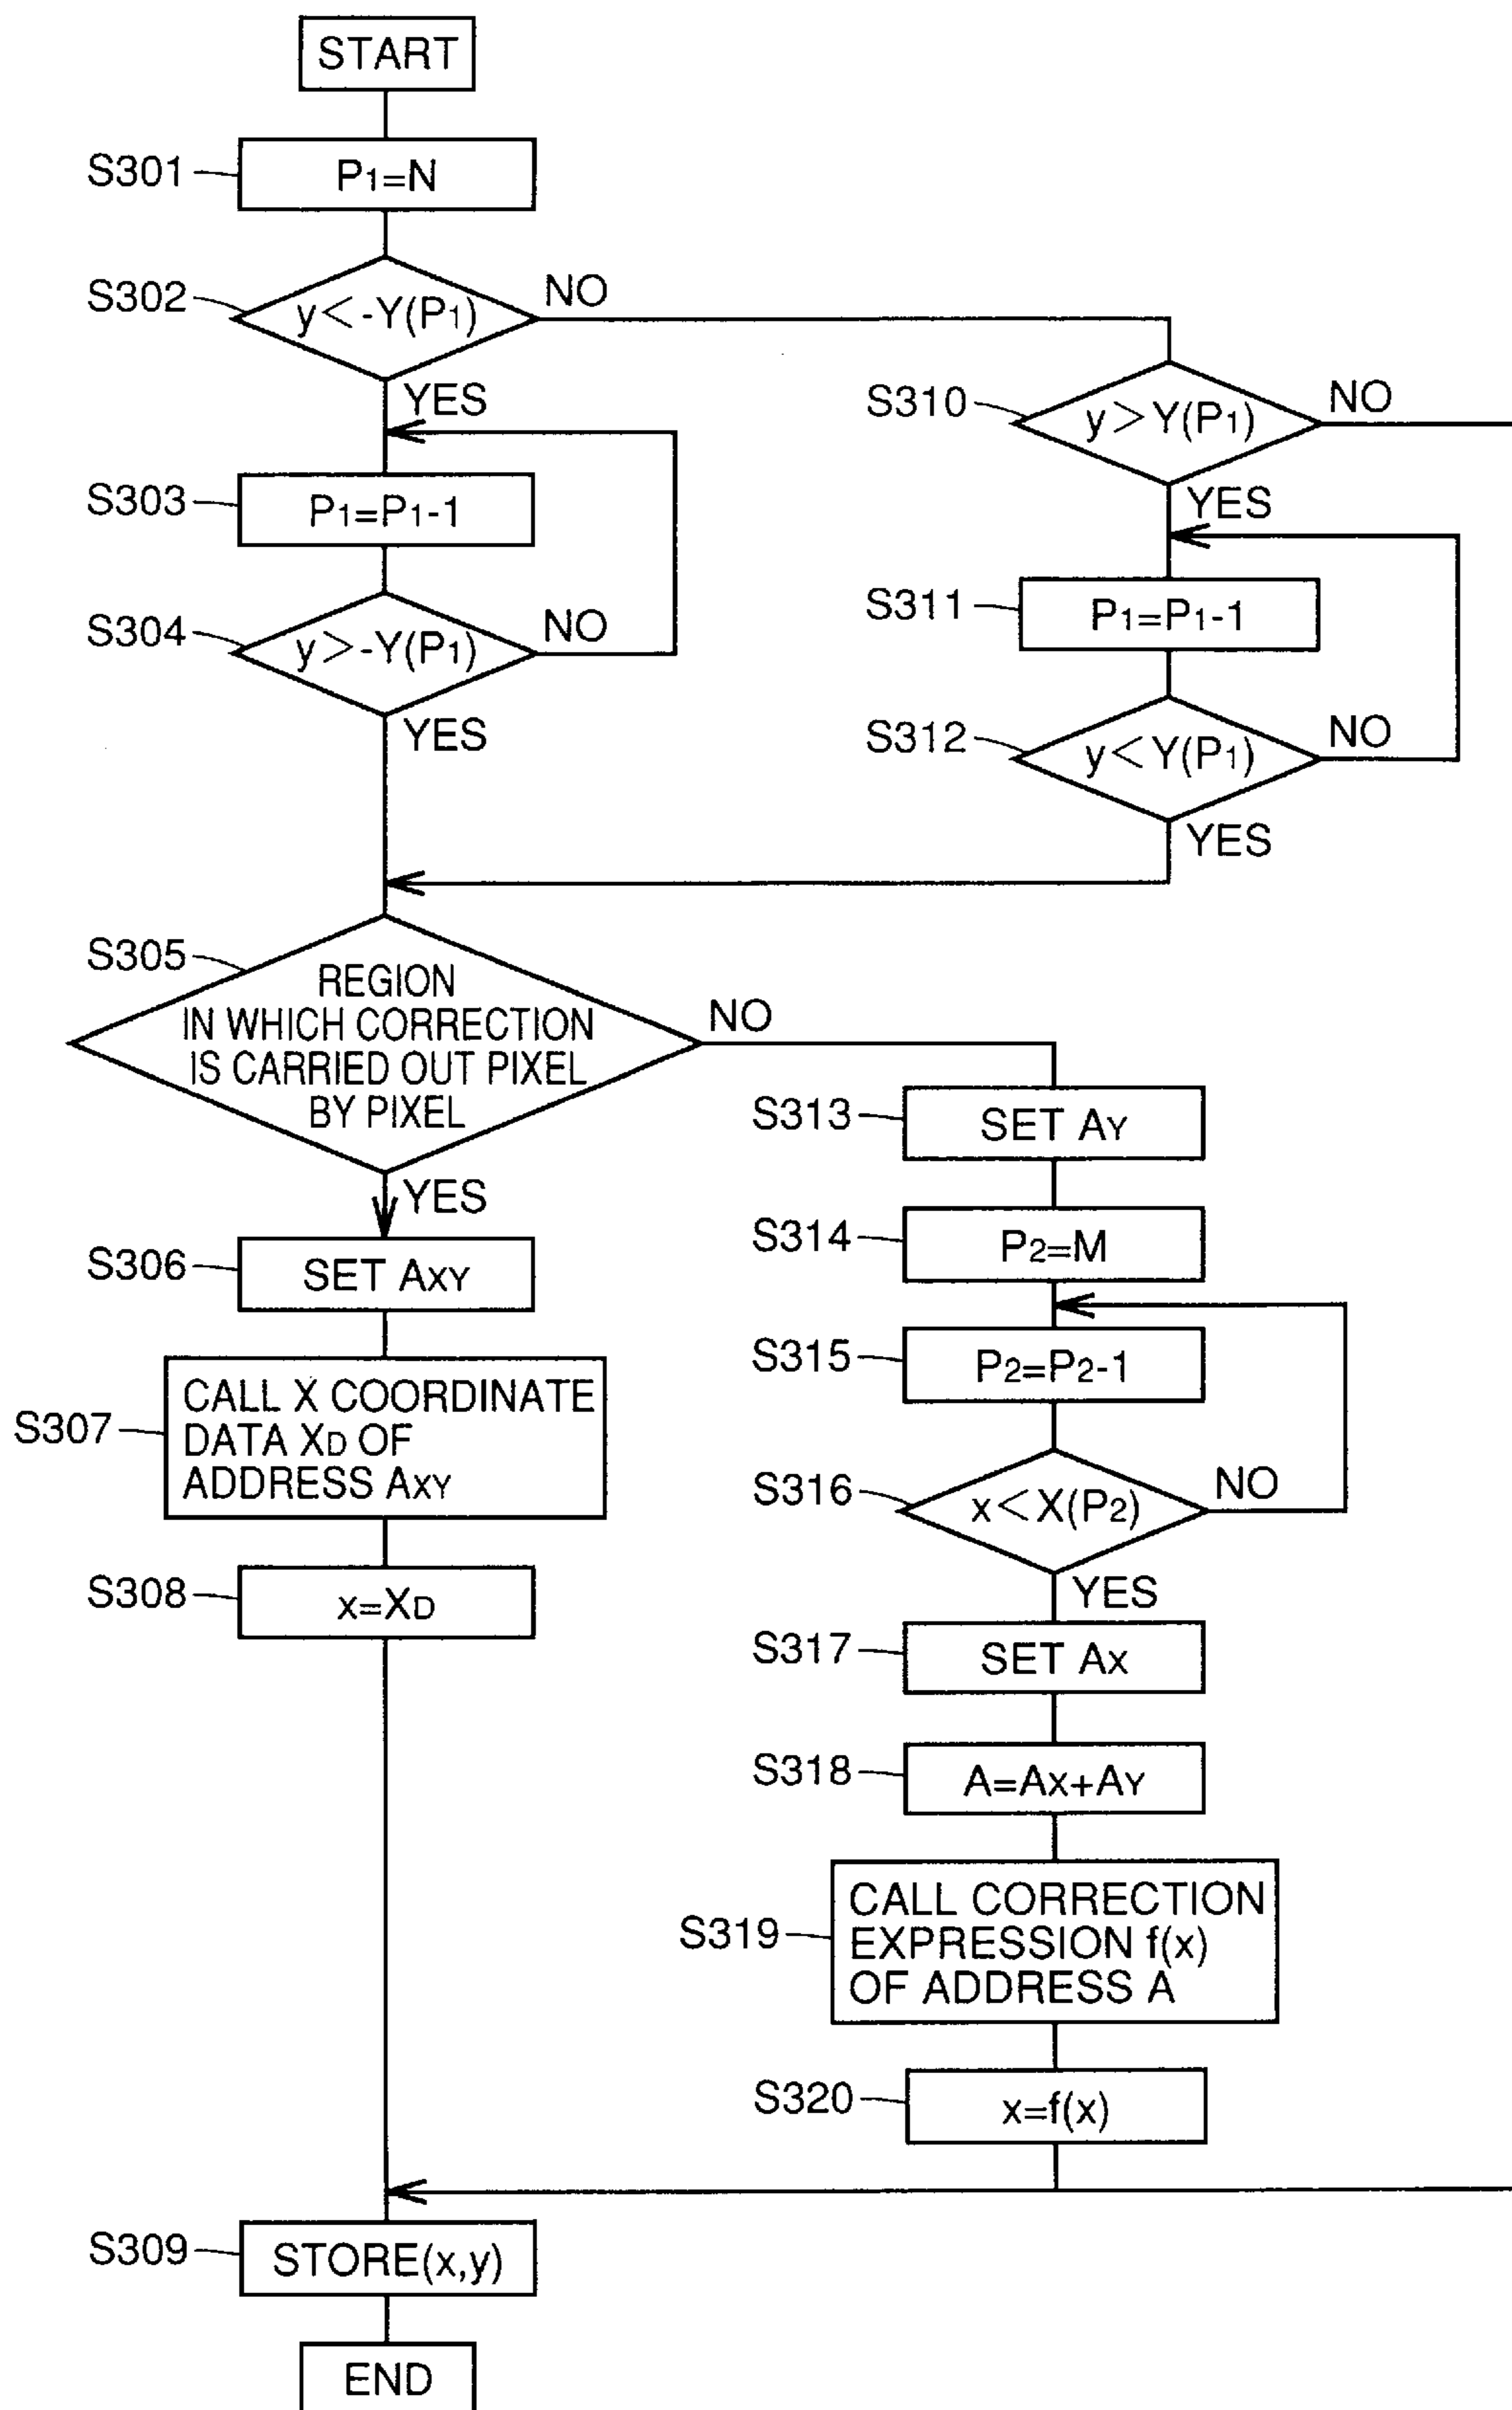 START
S301
P1=N
S302
y<-Y(P1)
NO
YES
S303
P1=P1-1
S304
y>-Y(P1)
NO
YES
S310
y>Y(P1)
NO
YES
S311
P1=P1-1
S312
y<Y(P1)
NO
YES
S305
REGION
IN WHICH CORRECTION
IS CARRIED OUT PIXEL
BY PIXEL
NO
YES
S306
SET AXY
S307
CALL X COORDINATE
DATA XD OF
ADDRESS AXY
S308
x=XD
S313
SET AY
S314
P2=M
S315
P2=P2-1
S316
x<X(P2)
NO
YES
S317
SET AX
S318
A=AX+AY
S319
CALL CORRECTION
EXPRESSION f(x)
OF ADDRESS A
S320
x=f(x)
S309
STORE(x,y)
END